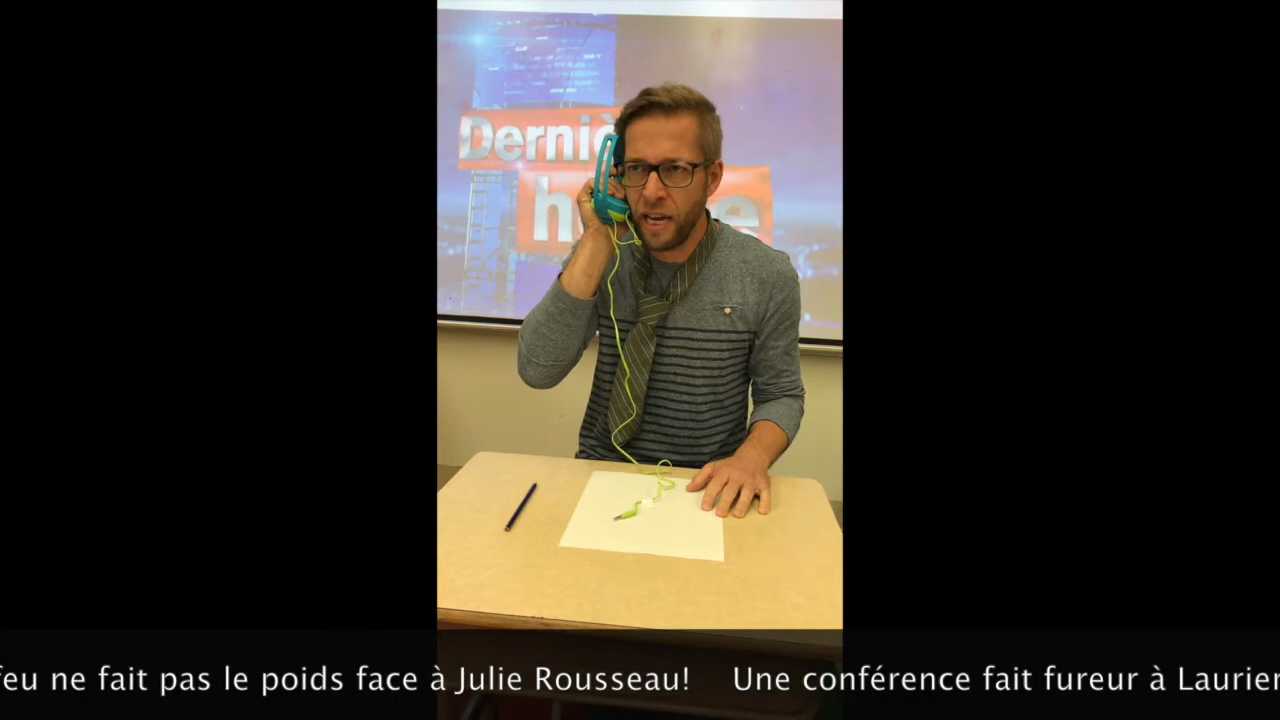 Derniè
h e
feu ne fait pas le poids face à Julie Rousseau! Une conférence fait fureur à Laurier